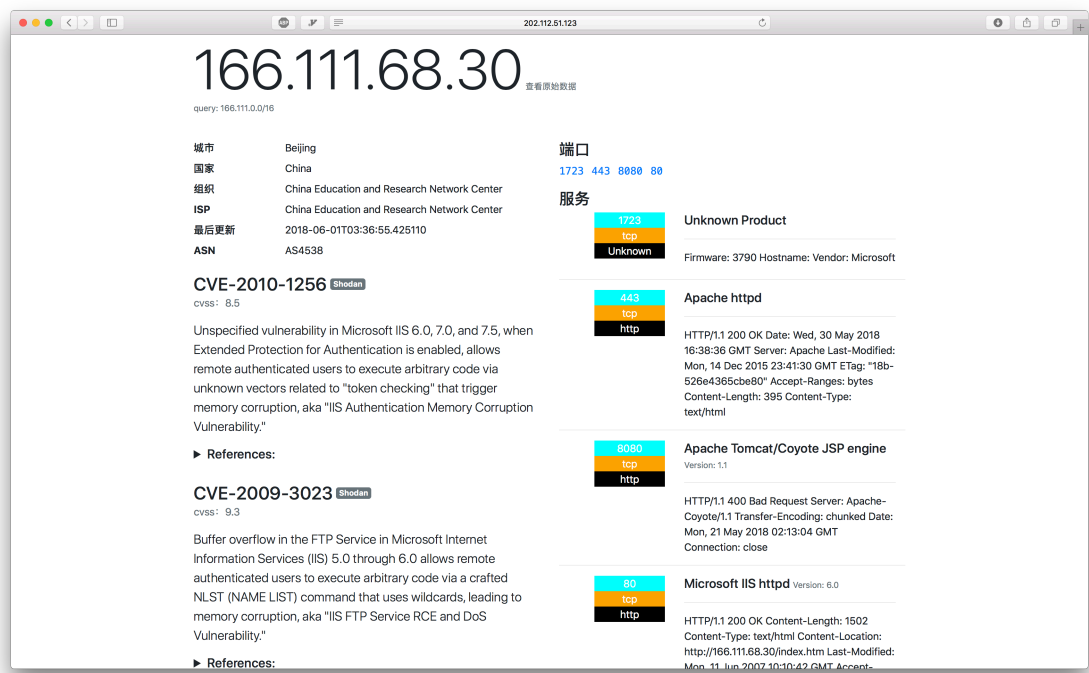 202.112.51.123
166.111.68.30 查看原始数据
query: 166.111.0.0/16
城市 Beijing
国家 China
组织 China Education and Research Network Center
ISP China Education and Research Network Center
最后更新 2018-06-01T03:36:55.425110
ASN AS4538
CVE-2010-1256 Shodan
cvss: 8.5
Unspecified vulnerability in Microsoft IIS 6.0, 7.0, and 7.5, when
Extended Protection for Authentication is enabled, allows
remote authenticated users to execute arbitrary code via
unknown vectors related to "token checking" that trigger
memory corruption, aka "IIS Authentication Memory Corruption
Vulnerability."
References:
CVE-2009-3023 Shodan
cvss: 9.3
Buffer overflow in the FTP Service in Microsoft Internet
Information Services (IIS) 5.0 through 6.0 allows remote
authenticated users to execute arbitrary code via a crafted
NLST (NAME LIST) command that uses wildcards, leading to
memory corruption, aka "IIS FTP Service RCE and DoS
Vulnerability."
References:
端口
1723 443 8080 80
服务
1723
tcp
Unknown
Unknown Product
Firmware: 3790 Hostname: Vendor: Microsoft
443
tcp
http
Apache httpd
HTTP/1.1 200 OK Date: Wed, 30 May 2018
16:38:36 GMT Server: Apache Last-Modified:
Mon, 14 Dec 2015 23:41:30 GMT ETag: "18b-
526e4365cbe80" Accept-Ranges: bytes
Content-Length: 395 Content-Type:
text/html
8080
tcp
http
Apache Tomcat/Coyote JSP engine
Version: 1.1
HTTP/1.1 400 Bad Request Server: Apache-
Coyote/1.1 Transfer-Encoding: chunked Date:
Mon, 21 May 2018 02:13:04 GMT
Connection: close
80
tcp
http
Microsoft IIS httpd Version: 6.0
HTTP/1.1 200 OK Content-Length: 1502
Content-Type: text/html Content-Location:
http://166.111.68.30/index.htm Last-Modified:
Mon, 11 Jun 2007 10:10:42 GMT Accept-